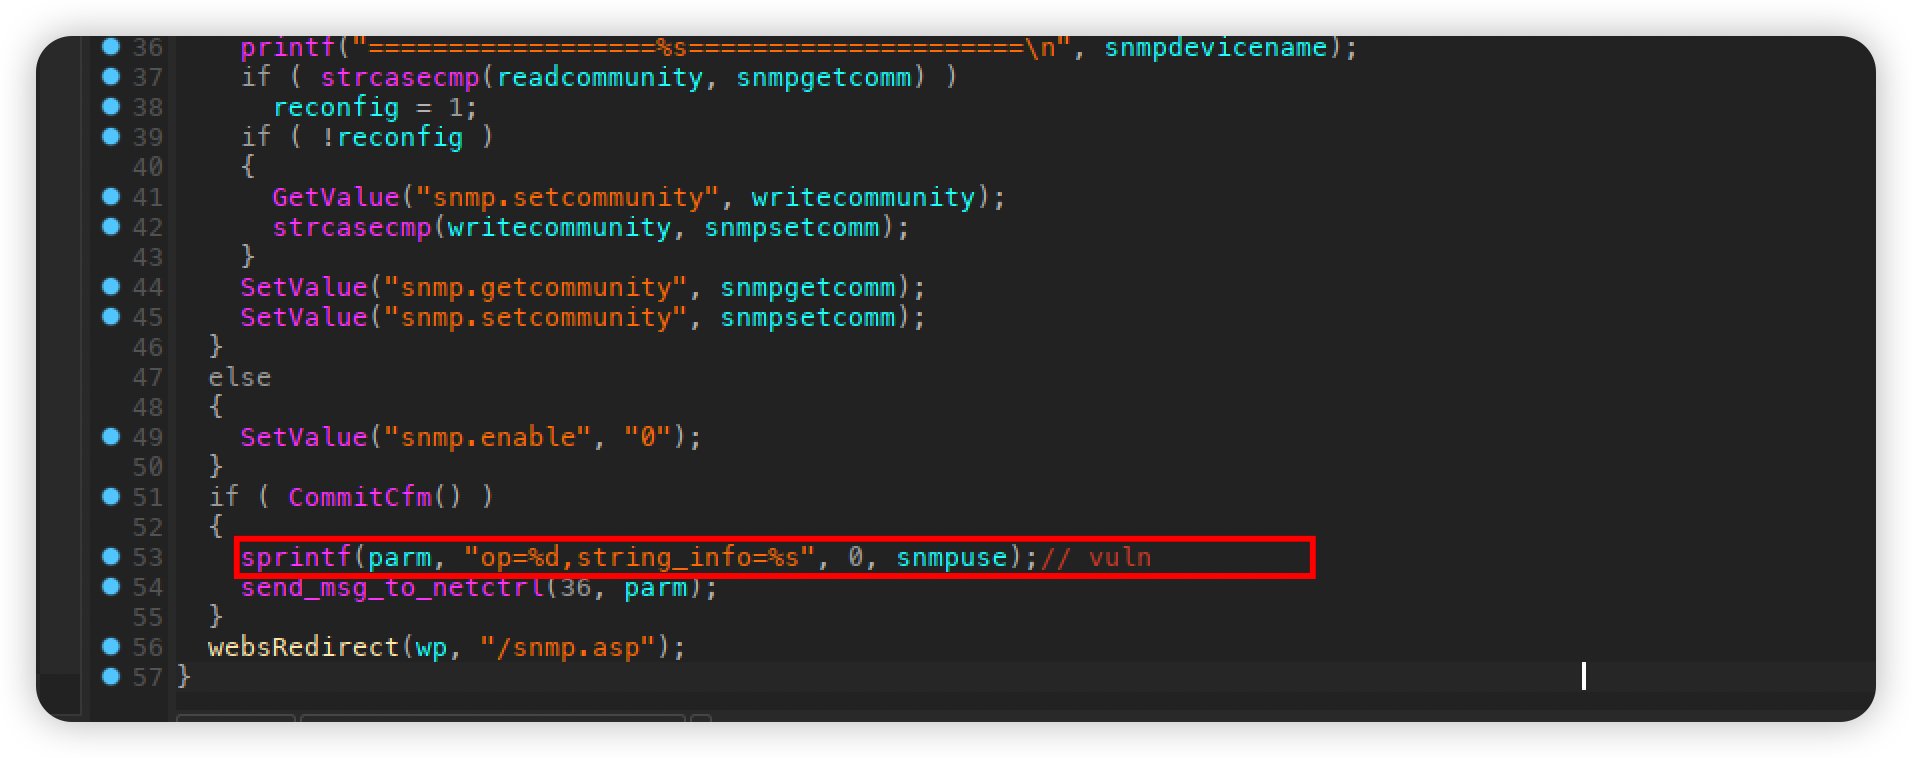 36 printf("==================%s=====================\n", snmpdevicename);
37 if ( strcasecmp(readcommunity, snmpgetcomm) )
38 reconfig = 1;
39 if ( !reconfig )
40 {
41 GetValue("snmp.setcommunity", writecommunity);
42 strcasecmp(writecommunity, snmpsetcomm);
43 }
44 SetValue("snmp.getcommunity", snmpgetcomm);
45 SetValue("snmp.setcommunity", snmpsetcomm);
46 }
47 else
48 {
49 SetValue("snmp.enable", "0");
50 }
51 if ( CommitCfm() )
52 {
53 sprintf(parm, "op=%d,string_info=%s", 0, snmpuse);// vuln
54 send_msg_to_netctrl(36, parm);
55 }
56 websRedirect(wp, "/snmp.asp");
57 }